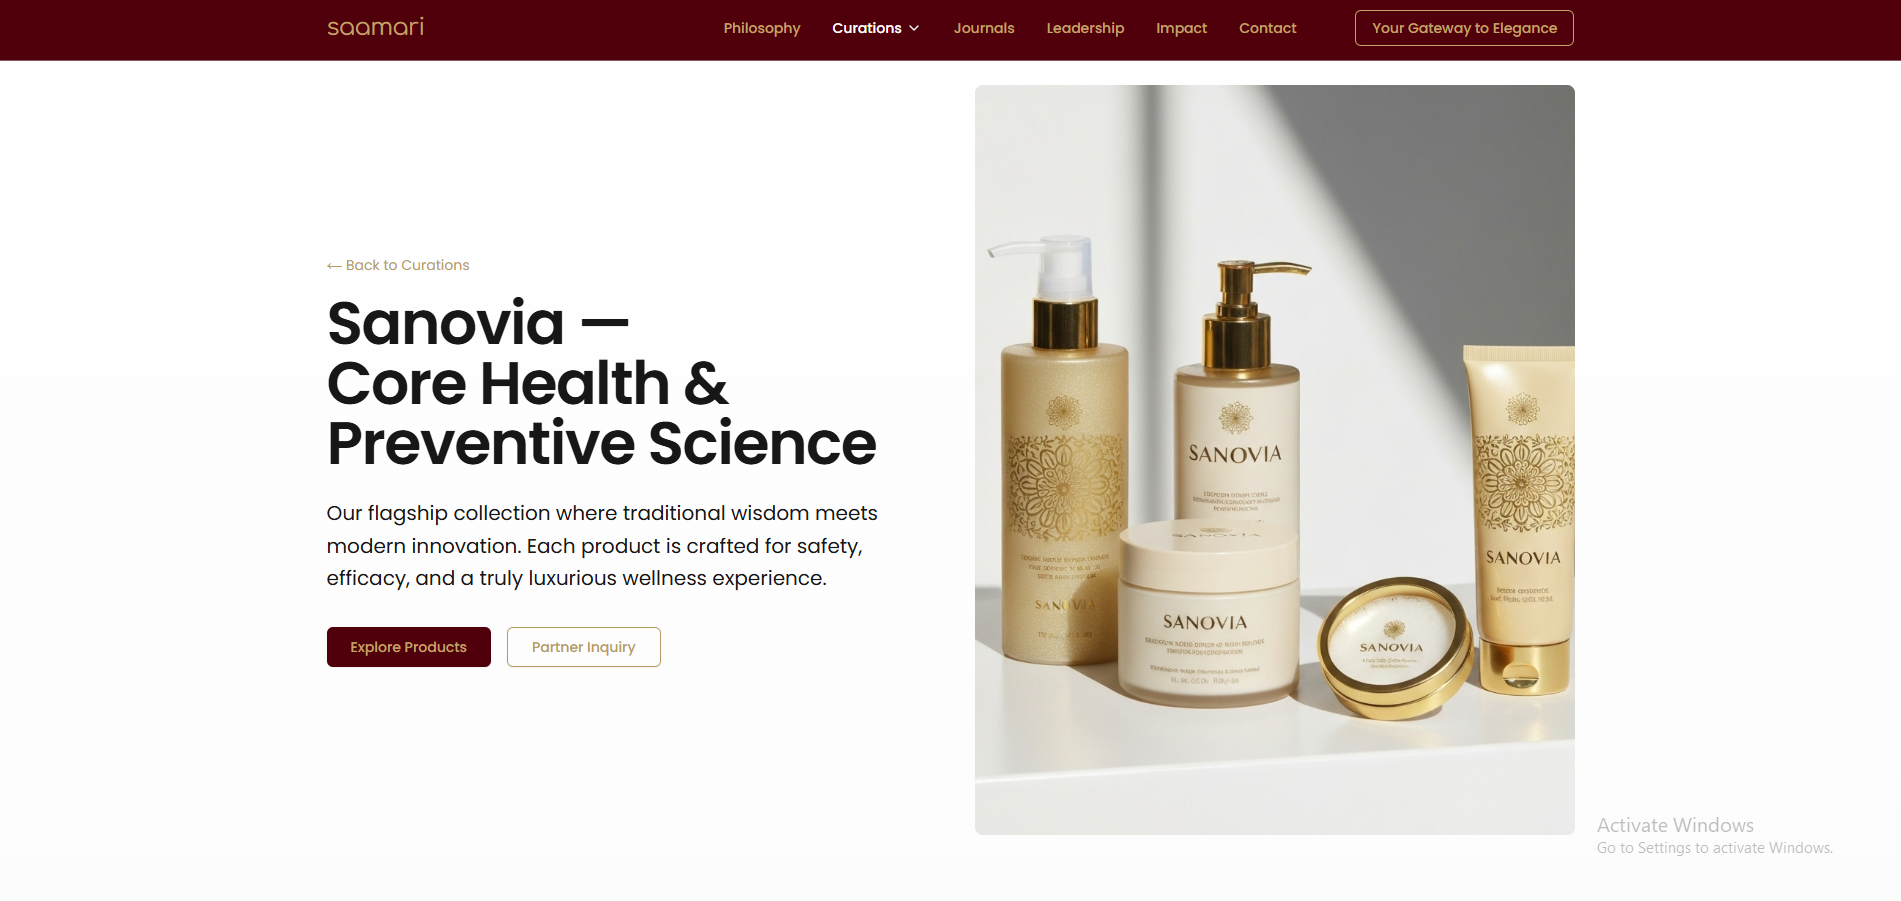 saamari
Philosophy
Curations
Journals
Leadership
Impact
Contact
Your Gateway to Elegance
← Back to Curations
Sanovia —
Core Health &
Preventive Science
Our flagship collection where traditional wisdom meets
modern innovation. Each product is crafted for safety,
efficacy, and a truly luxurious wellness experience.
Explore Products
Partner Inquiry
SANOVIA
SANOVIA
SANOVIA
SANOVIA
SANOVIA
Activate Windows
Go to Settings to activate Windows.